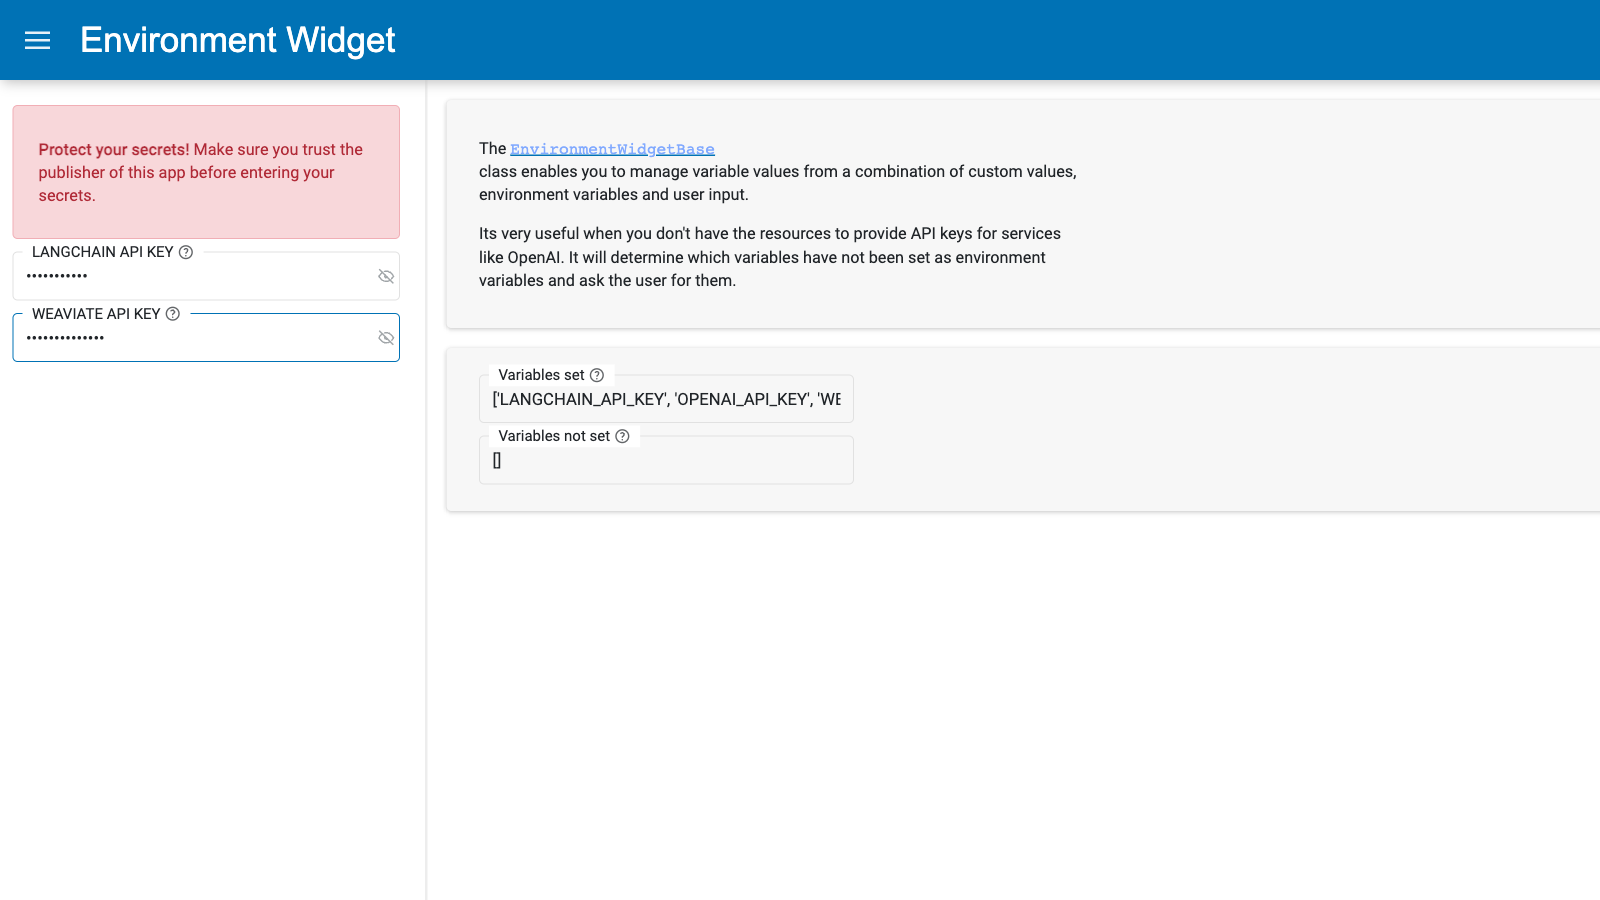 Environment Widget
Protect your secrets! Make sure you trust the
publisher of this app before entering your
secrets.
LANGCHAIN API KEY
•••••••••••
WEAVIATE API KEY
••••••••••••••
The EnvironmentWidgetBase
class enables you to manage variable values from a combination of custom values,
environment variables and user input.
Its very useful when you don't have the resources to provide API keys for services
like OpenAI. It will determine which variables have not been set as environment
variables and ask the user for them.
Variables set
['LANGCHAIN_API_KEY', 'OPENAI_API_KEY', 'WE
Variables not set
[]